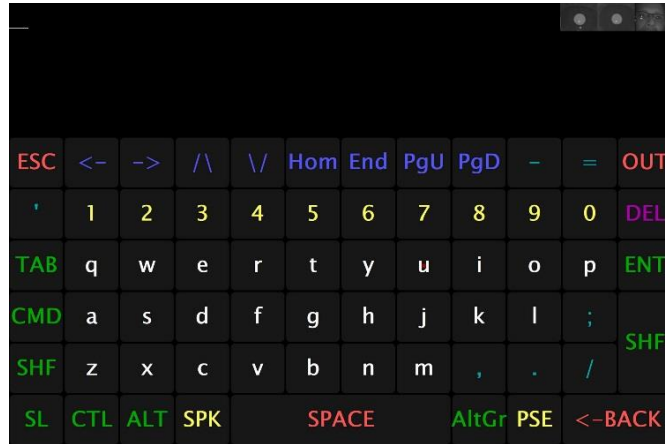 ESC <- -> /\ \/ Hom End PgU PgD - = OUT
' 1 2 3 4 5 6 7 8 9 0 DEL
TAB q w e r t y u i o p ENT
CMD a s d f g h j k l ;
SHF
SHF z x c v b n m , . /
SL CTL ALT SPK SPACE AltGr PSE <-BACK